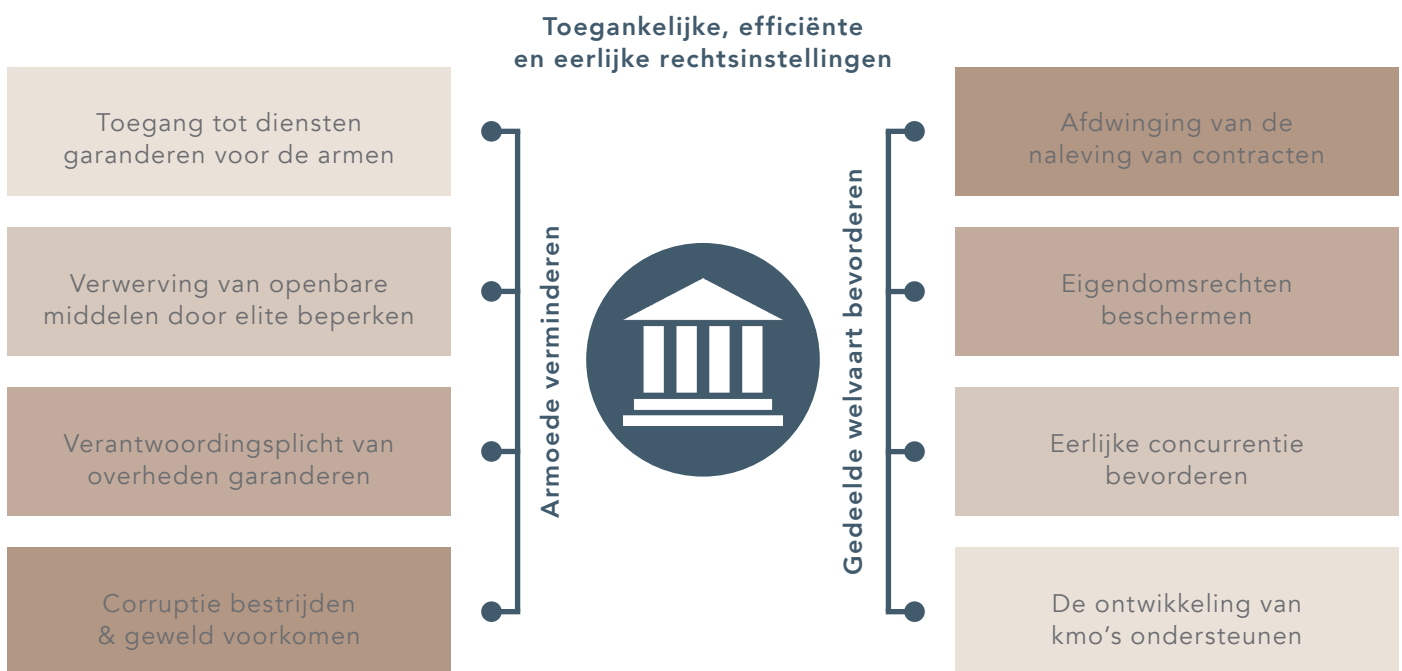 Toegankelijke, efficiënte
en eerlijke rechtsinstellingen
Toegang tot diensten
garanderen voor de armen
Verwerving van openbare
middelen door elite beperken
Verantwoordingsplicht van
overheden garanderen
Corruptie bestrijden
& geweld voorkomen
Armoede verminderen
Gedeelde welvaart bevorderen
Afdwinging van de
naleving van contracten
Eigendomsrechten
beschermen
Eerlijke concurrentie
bevorderen
De ontwikkeling van
kmo’s ondersteunen